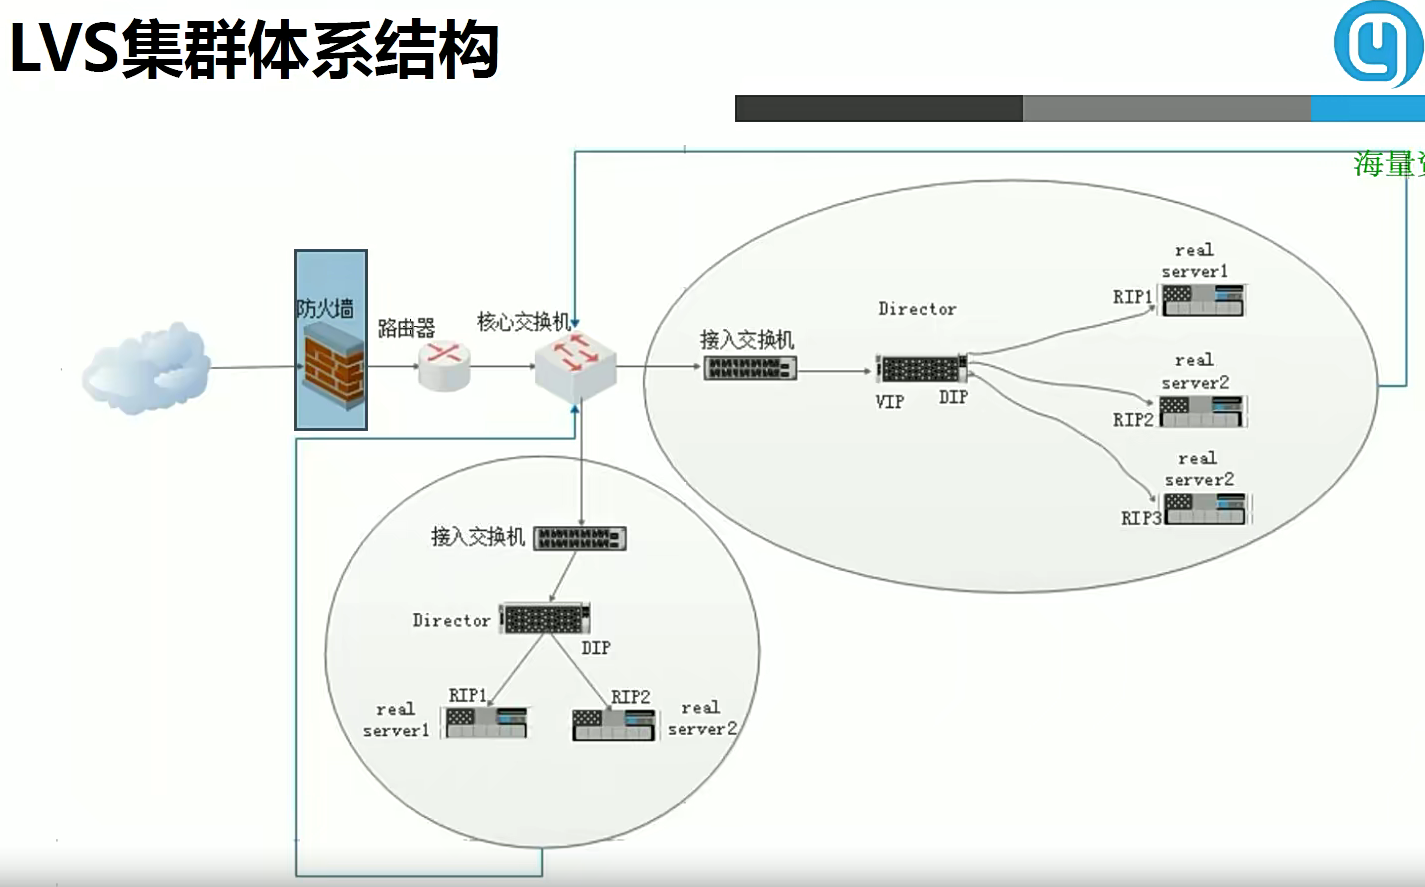 LVS集群体系结构
海量
防火墙
路由器
核心交换机
接入交换机
Director
VIP
DIP
real
server1
RIP1
real
server2
RIP2
real
server2
RIP3
接入交换机
Director
DIP
RIP1
real
server1
RIP2
real
server2